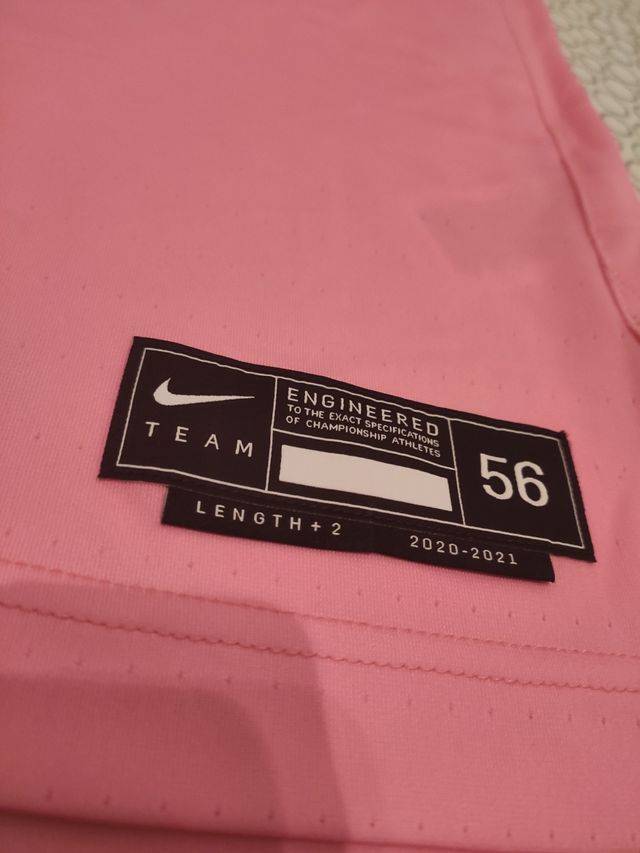 TEAM
ENGINEERED
TO THE EXACT SPECIFICATIONS
OF CHAMPIONSHIP ATHLETES
56
LENGTH + 2
2020-2021